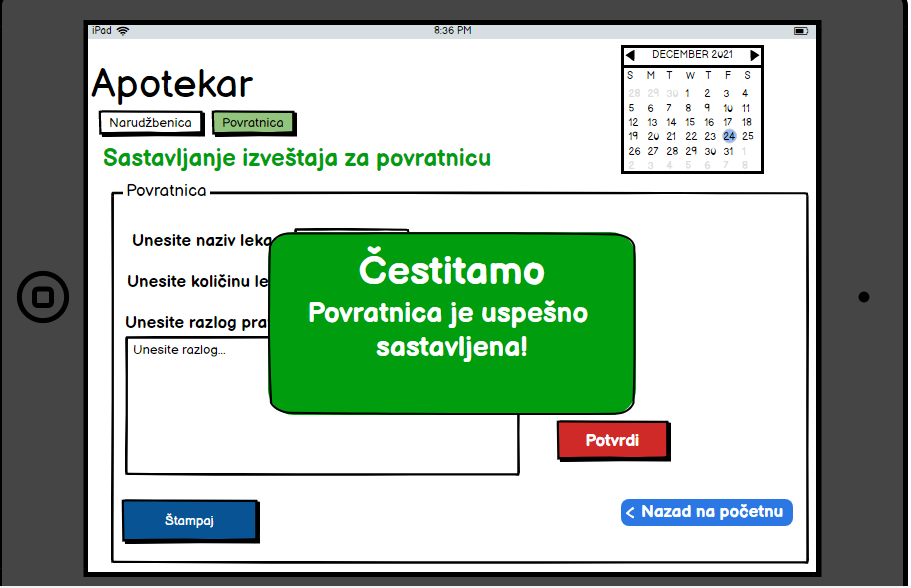 iPad
8:36 PM
DECEMBER 2021
S M T W T F S
28 29 30 1 2 3 4
5 6 7 8 9 10 11
12 13 14 15 16 17 18
19 20 21 22 23 24 25
26 27 28 29 30 31 1
2 3 4 5 6 7 8
Apotekar
Narudžbenica
Povratnica
Sastavljanje izveštaja za povratnicu
Povratnica
Unesite naziv leka
Unesite količinu le
Unesite razlog pra
Unesite razlog...
Čestitamo
Povratnica je uspešno
sastavljena!
Potvrdi
Štampaj
< Nazad na početnu